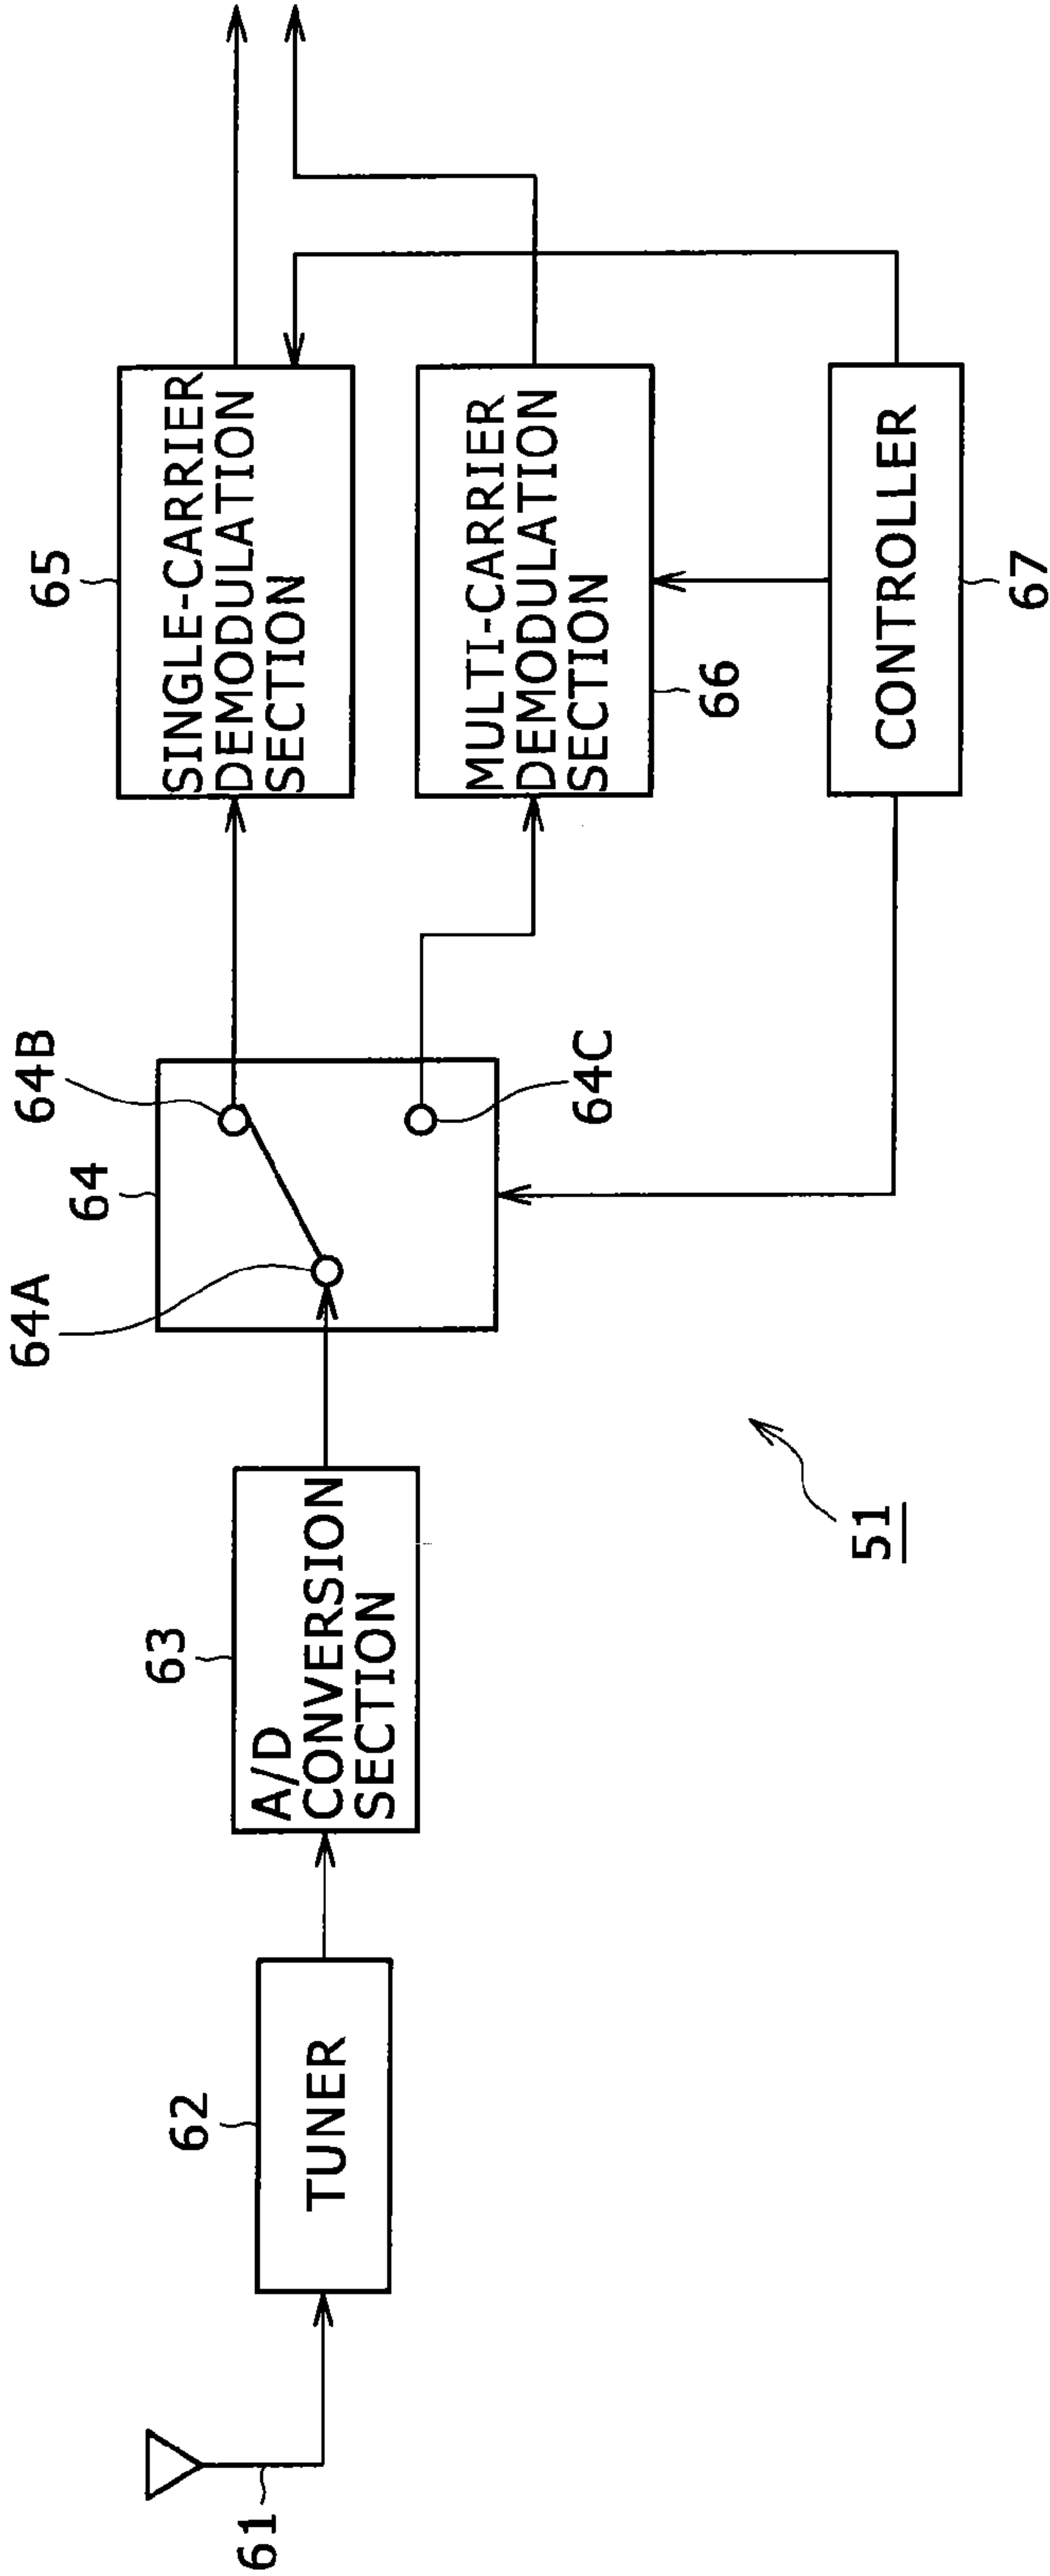 61
62
TUNER
63
A/D
CONVERSION
SECTION
64A
64
64B
64C
65
SINGLE-CARRIER
DEMODULATION
SECTION
MULTI-CARRIER
DEMODULATION
SECTION
66
CONTROLLER
67
51